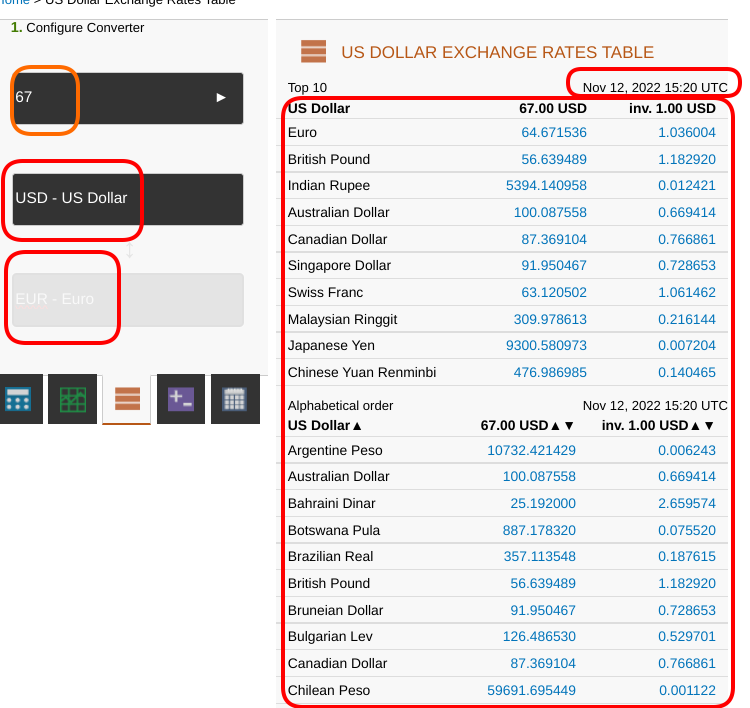 Home > US Dollar Exchange Rates Table
1. Configure Converter
67 ►
USD - US Dollar
↕
EUR - Euro
US DOLLAR EXCHANGE RATES TABLE
Top 10 Nov 12, 2022 15:20 UTC
US Dollar 67.00 USD inv. 1.00 USD
Euro 64.671536 1.036004
British Pound 56.639489 1.182920
Indian Rupee 5394.140958 0.012421
Australian Dollar 100.087558 0.669414
Canadian Dollar 87.369104 0.766861
Singapore Dollar 91.950467 0.728653
Swiss Franc 63.120502 1.061462
Malaysian Ringgit 309.978613 0.216144
Japanese Yen 9300.580973 0.007204
Chinese Yuan Renminbi 476.986985 0.140465
Alphabetical order Nov 12, 2022 15:20 UTC
US Dollar▲ 67.00 USD▲▼ inv. 1.00 USD▲▼
Argentine Peso 10732.421429 0.006243
Australian Dollar 100.087558 0.669414
Bahraini Dinar 25.192000 2.659574
Botswana Pula 887.178320 0.075520
Brazilian Real 357.113548 0.187615
British Pound 56.639489 1.182920
Bruneian Dollar 91.950467 0.728653
Bulgarian Lev 126.486530 0.529701
Canadian Dollar 87.369104 0.766861
Chilean Peso 59691.695449 0.001122